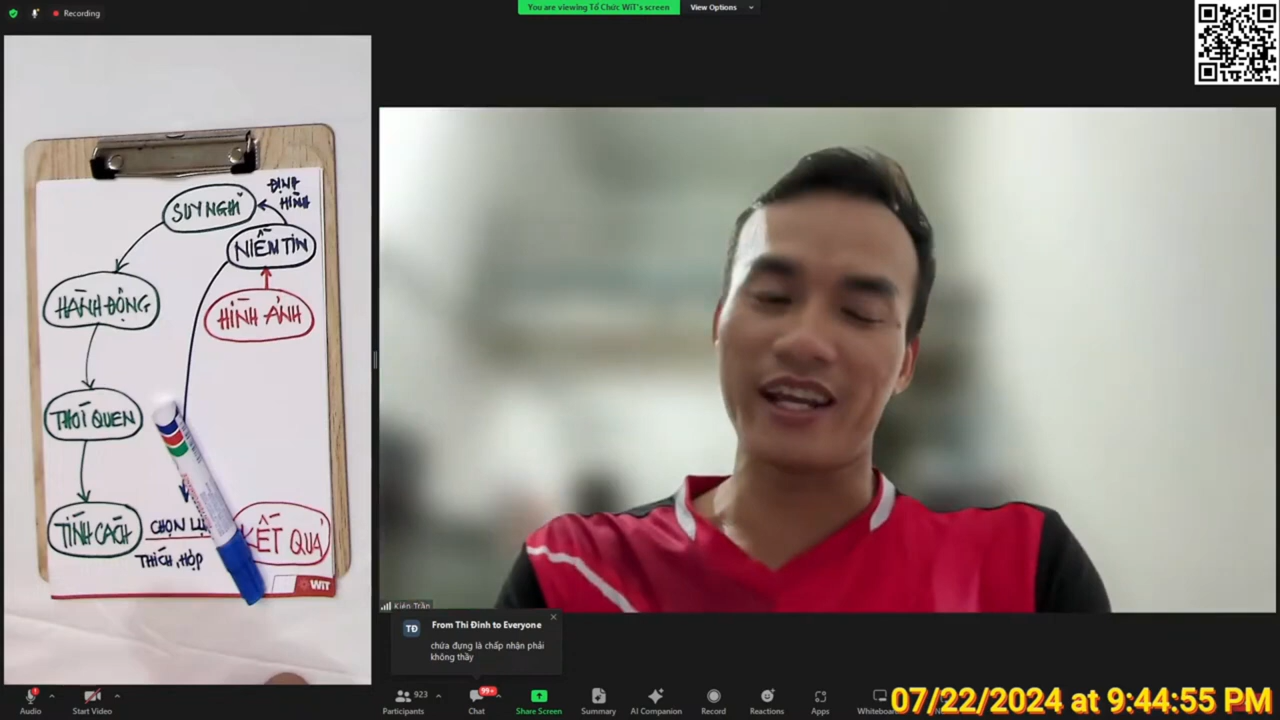 Recording
You are viewing Tổ Chức WiT's screen
View Options
ĐỊNH
HÌNH
SUY NGHĨ
NIỀM TIN
HÀNH ĐỘNG
HÌNH ẢNH
THÓI QUEN
TÍNH CÁCH
CHỌN
THÍCH HỢP
KẾT QUẢ
WiT
Kiên Trần
TĐ
From Thi Đinh to Everyone
chứa đựng là chấp nhận phải
không thầy
Audio
Start Video
Participants
923
Chat
99+
Share Screen
Summary
AI Companion
Record
Reactions
Apps
Whiteboa
07/22/2024 at 9:44:55 PM